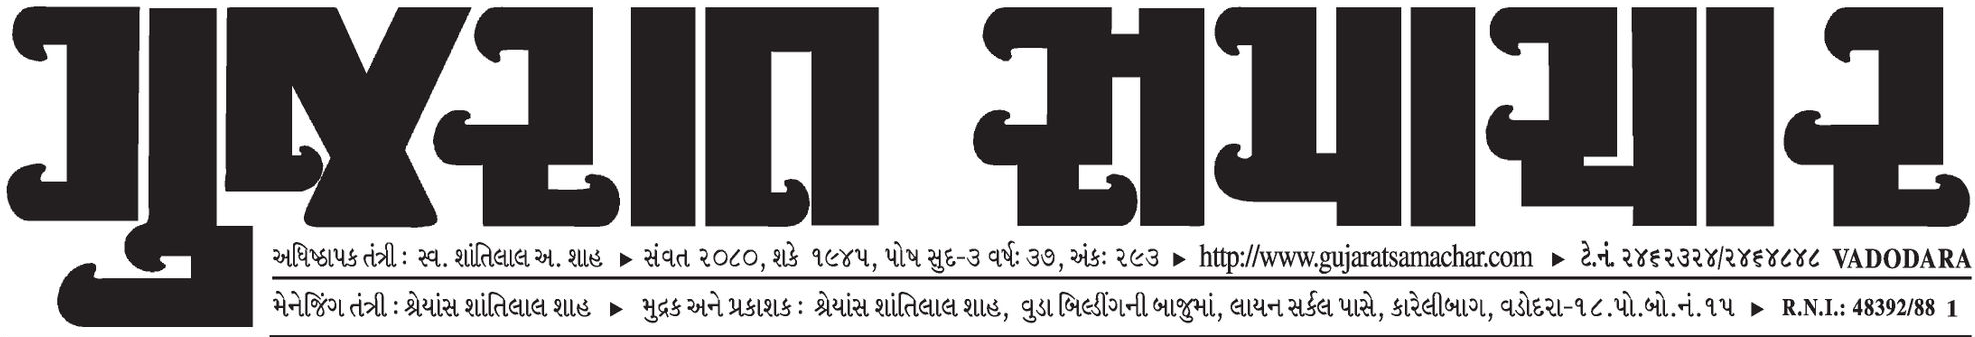 ગુજરાત સમાચાર
અધિષ્ઠાપક તંત્રી : સ્વ. શાંતિલાલ અ. શાહ ▶ સંવત ૨૦૮૦, શકે ૧૯૪૫, પોષ સુદ-૩ વર્ષઃ ૩૭, અંકઃ ૨૯૩ ▶ http://www.gujaratsamachar.com ▶ ટે.નં. ૨૪૬૨૩૨૪/૨૪૬૪૮૪૮ VADODARA
મેનેજિંગ તંત્રી : શ્રેયાંસ શાંતિલાલ શાહ ▶ મુદ્રક અને પ્રકાશક : શ્રેયાંસ શાંતિલાલ શાહ, વુડા બિલ્ડીંગની બાજુમાં, લાયન સર્કલ પાસે, કારેલીબાગ, વડોદરા-૧૮.પો.બો.નં.૧૫ ▶ R.N.I.: 48392/88 1